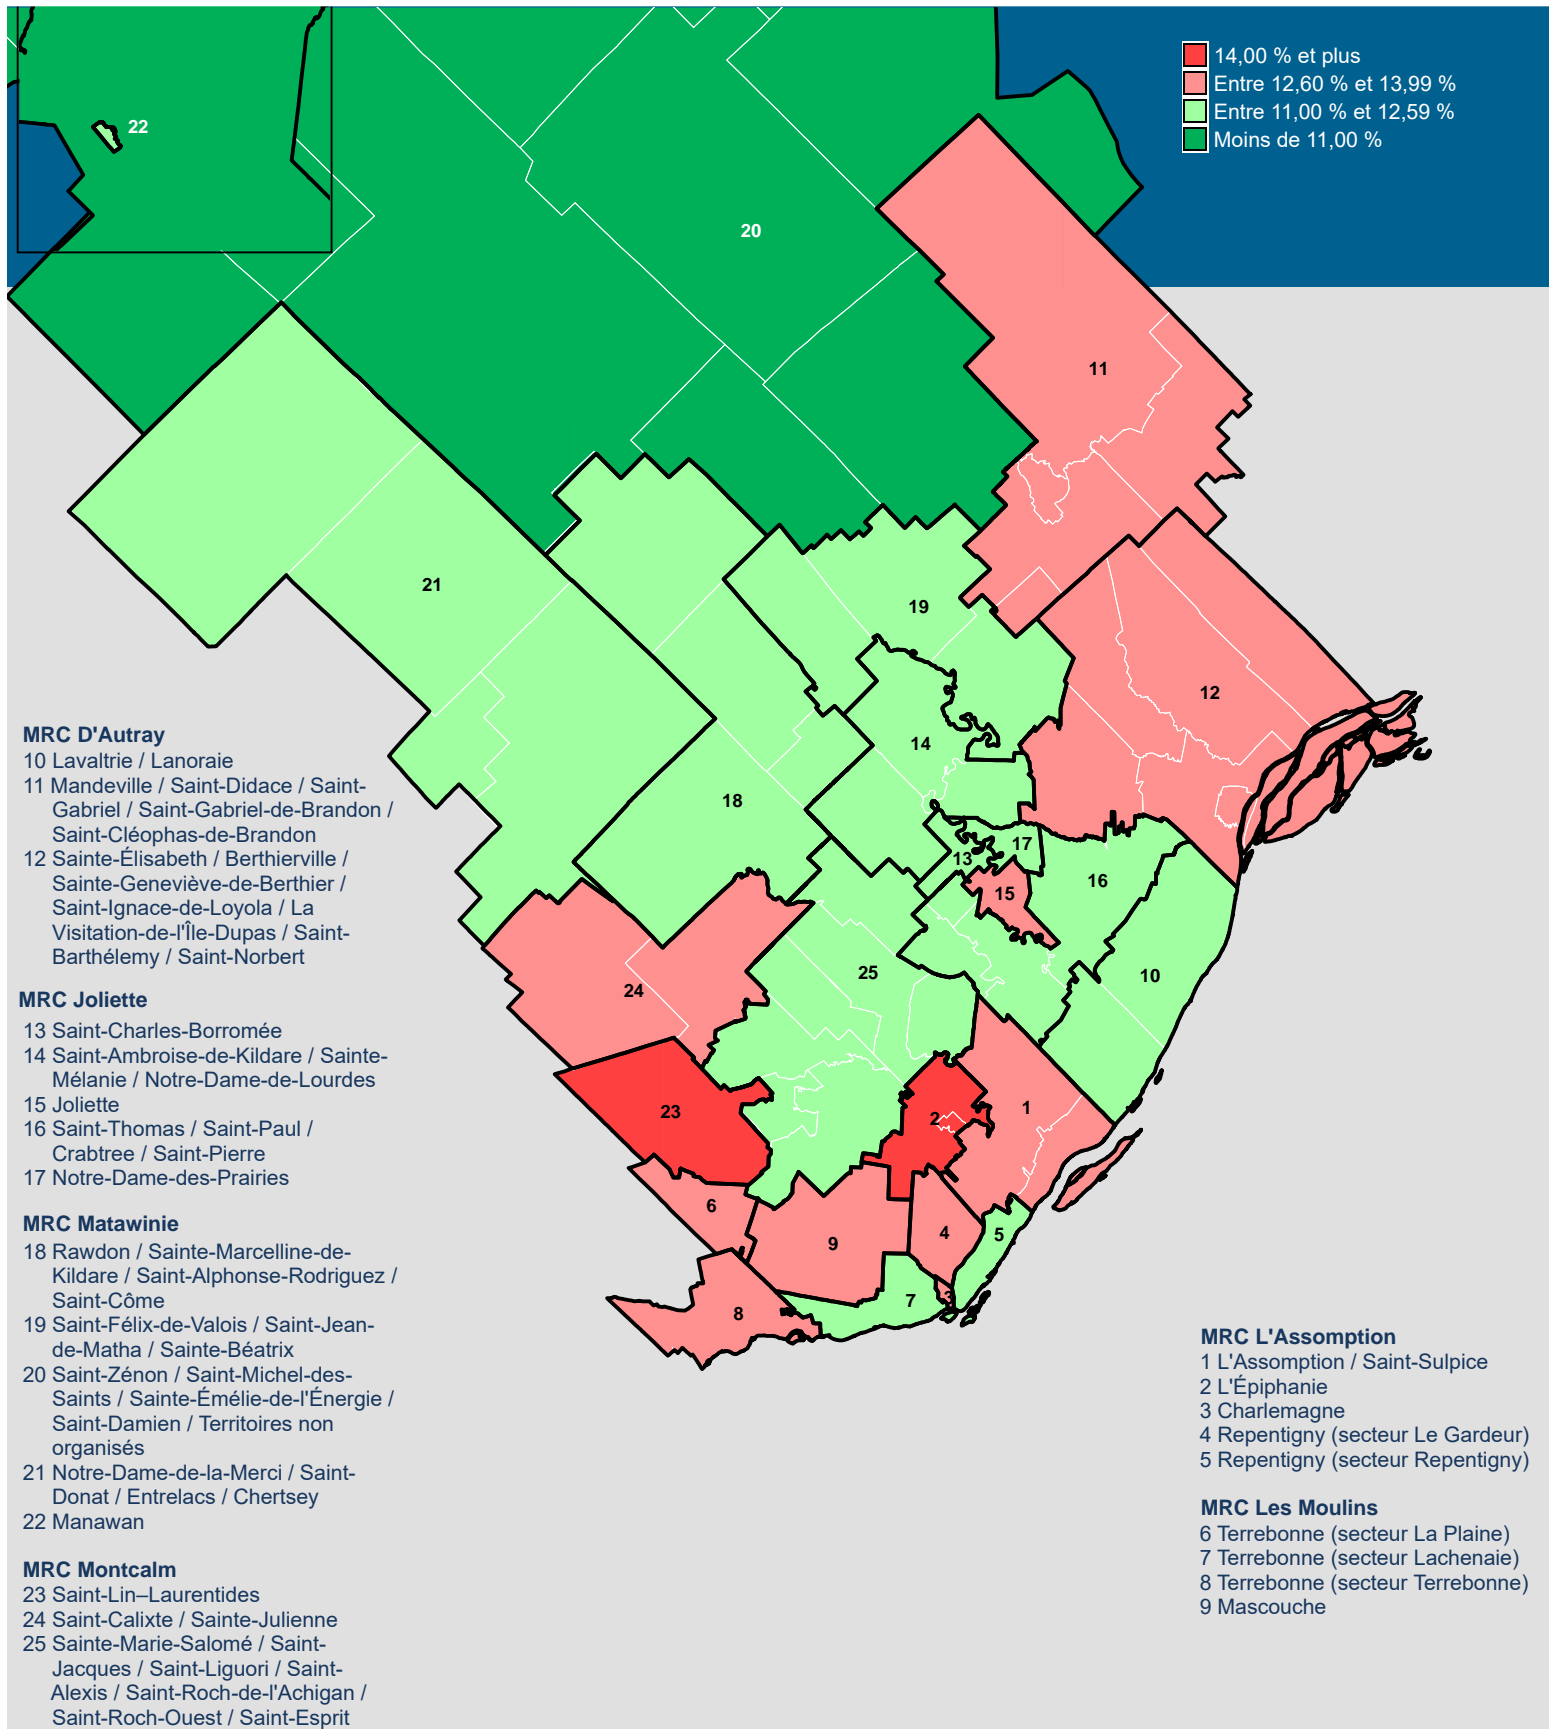 14,00 % et plus
Entre 12,60 % et 13,99 %
Entre 11,00 % et 12,59 %
Moins de 11,00 %
22
20
11
21
19
12
14
18
17
13
16
15
25
10
24
23
2
1
6
4
5
9
3
7
8
MRC D'Autray
10 Lavaltrie / Lanoraie
11 Mandeville / Saint-Didace / Saint-
Gabriel / Saint-Gabriel-de-Brandon /
Saint-Cléophas-de-Brandon
12 Sainte-Élisabeth / Berthierville /
Sainte-Geneviève-de-Berthier /
Saint-Ignace-de-Loyola / La
Visitation-de-l'Île-Dupas / Saint-
Barthélemy / Saint-Norbert
MRC Joliette
13 Saint-Charles-Borromée
14 Saint-Ambroise-de-Kildare / Sainte-
Mélanie / Notre-Dame-de-Lourdes
15 Joliette
16 Saint-Thomas / Saint-Paul /
Crabtree / Saint-Pierre
17 Notre-Dame-des-Prairies
MRC Matawinie
18 Rawdon / Sainte-Marcelline-de-
Kildare / Saint-Alphonse-Rodriguez /
Saint-Côme
19 Saint-Félix-de-Valois / Saint-Jean-
de-Matha / Sainte-Béatrix
20 Saint-Zénon / Saint-Michel-des-
Saints / Sainte-Émélie-de-l'Énergie /
Saint-Damien / Territoires non
organisés
21 Notre-Dame-de-la-Merci / Saint-
Donat / Entrelacs / Chertsey
22 Manawan
MRC Montcalm
23 Saint-Lin–Laurentides
24 Saint-Calixte / Sainte-Julienne
25 Sainte-Marie-Salomé / Saint-
Jacques / Saint-Liguori / Saint-
Alexis / Saint-Roch-de-l'Achigan /
Saint-Roch-Ouest / Saint-Esprit
MRC L'Assomption
1 L'Assomption / Saint-Sulpice
2 L'Épiphanie
3 Charlemagne
4 Repentigny (secteur Le Gardeur)
5 Repentigny (secteur Repentigny)
MRC Les Moulins
6 Terrebonne (secteur La Plaine)
7 Terrebonne (secteur Lachenaie)
8 Terrebonne (secteur Terrebonne)
9 Mascouche